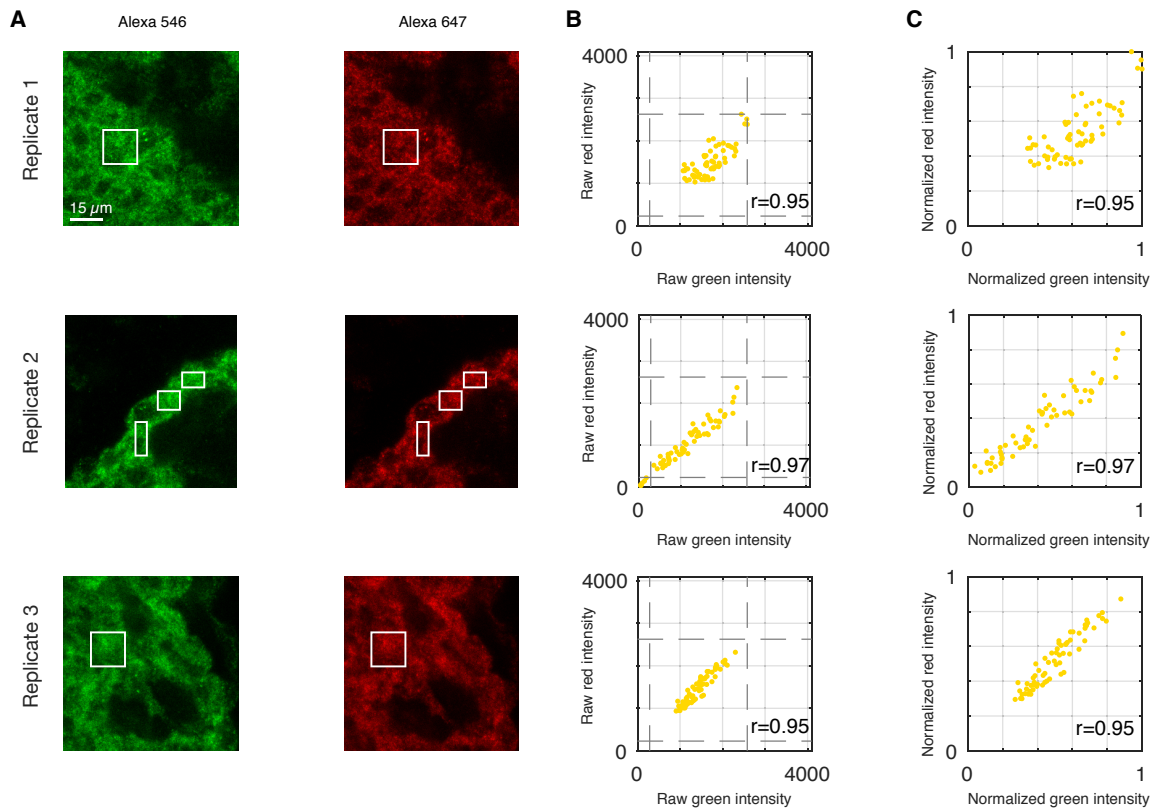 A
Alexa 546
Alexa 647
B
C
Replicate 1
15 µm
Raw red intensity
4000
0
r=0.95
0
4000
Raw green intensity
Normalized red intensity
1
0
r=0.95
0
1
Normalized green intensity
Replicate 2
Raw red intensity
4000
0
r=0.97
0
4000
Raw green intensity
Normalized red intensity
1
0
r=0.97
0
1
Normalized green intensity
Replicate 3
Raw red intensity
4000
0
r=0.95
0
4000
Raw green intensity
Normalized red intensity
1
0
r=0.95
0
1
Normalized green intensity